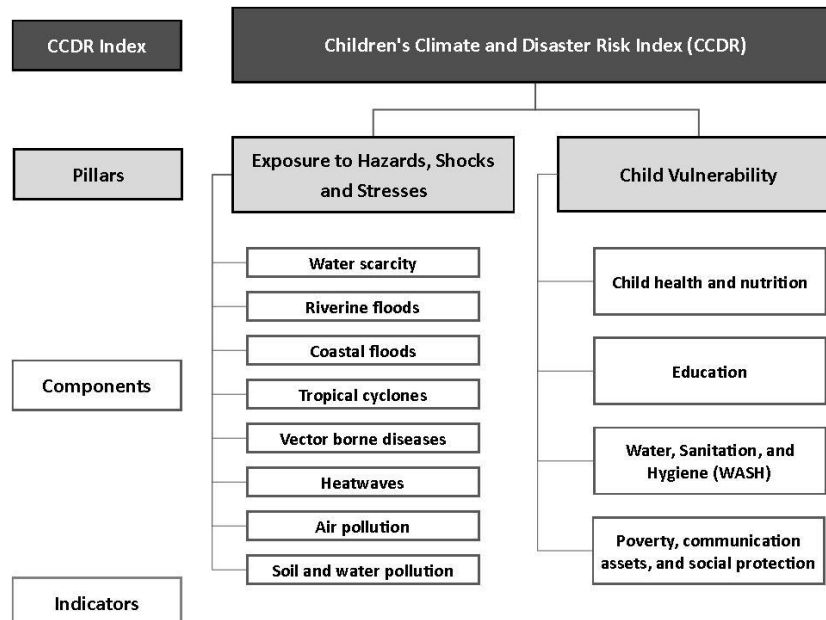 CCDR Index
Children's Climate and Disaster Risk Index (CCDR)
Pillars
Exposure to Hazards, Shocks
and Stresses
Child Vulnerability
Components
Water scarcity
Riverine floods
Coastal floods
Tropical cyclones
Vector borne diseases
Heatwaves
Air pollution
Soil and water pollution
Child health and nutrition
Education
Water, Sanitation, and
Hygiene (WASH)
Poverty, communication
assets, and social protection
Indicators